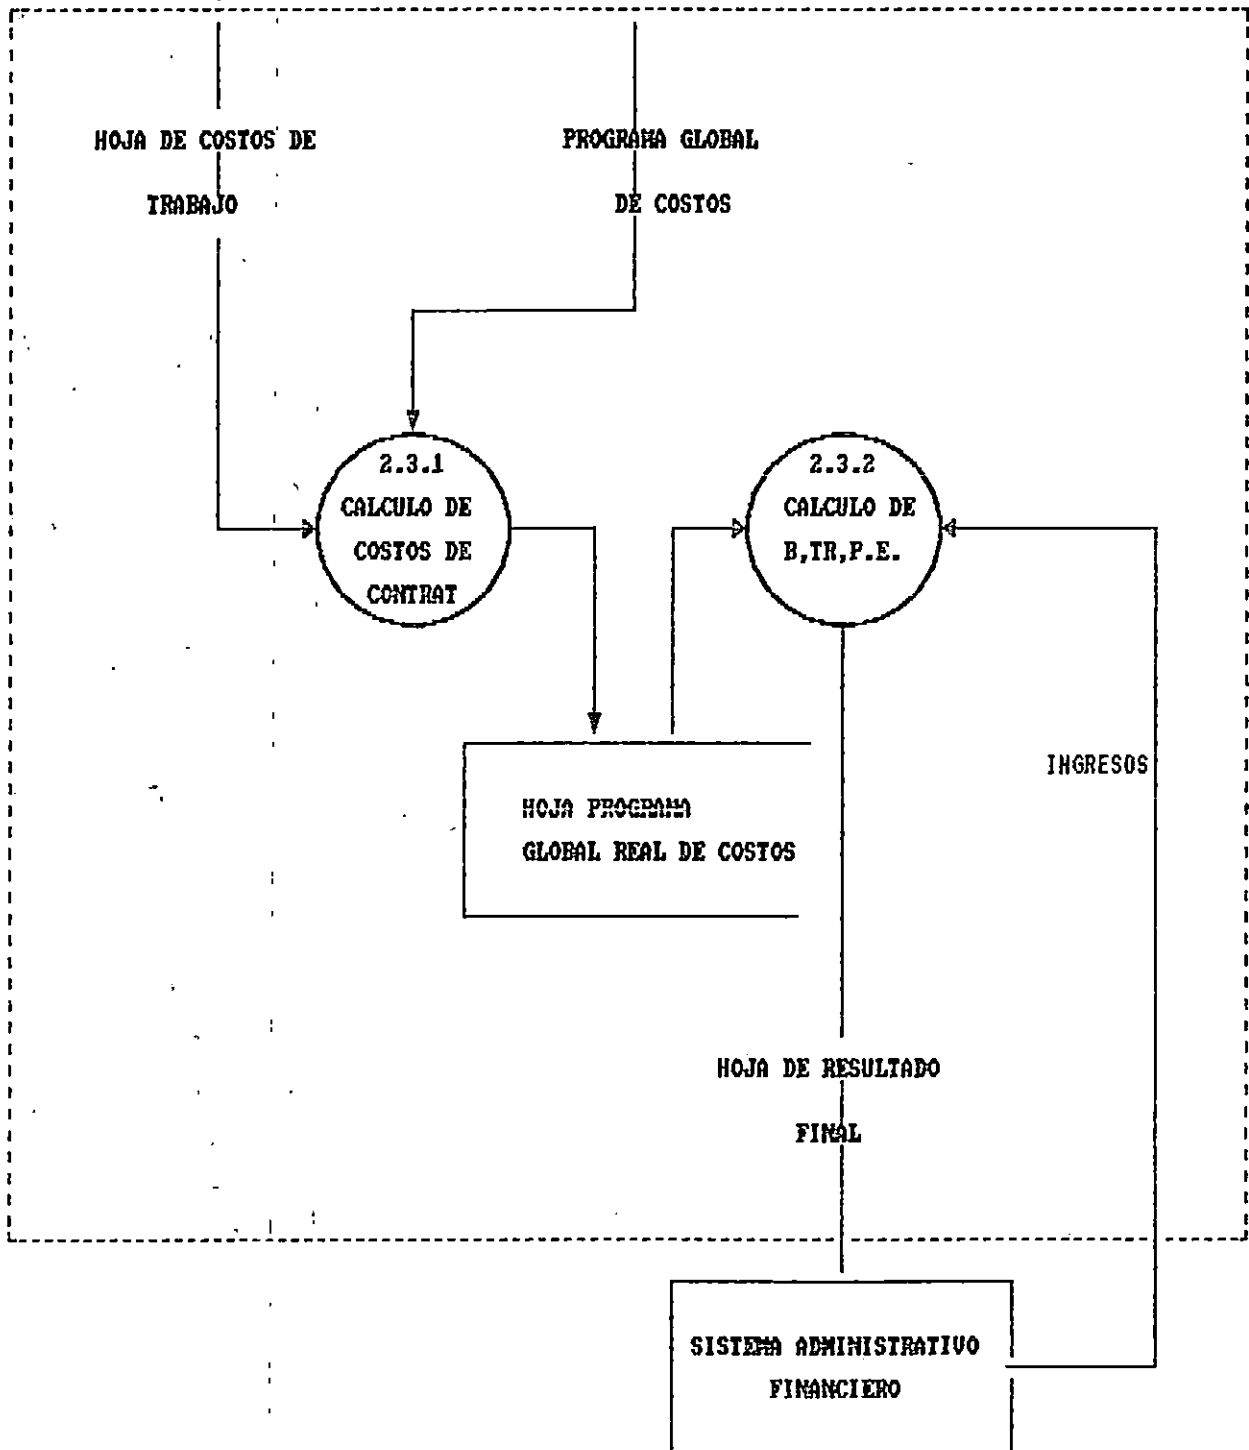 HOJA DE COSTOS DE
TRABAJO
PROGRAMA GLOBAL
DE COSTOS
2.3.1
CALCULO DE
COSTOS DE
CONTRAT
2.3.2
CALCULO DE
B,TR,P.E.
INGRESOS
HOJA PROGRAMA
GLOBAL REAL DE COSTOS
HOJA DE RESULTADO
FINAL
SISTEMA ADMINISTRATIVO
FINANCIERO